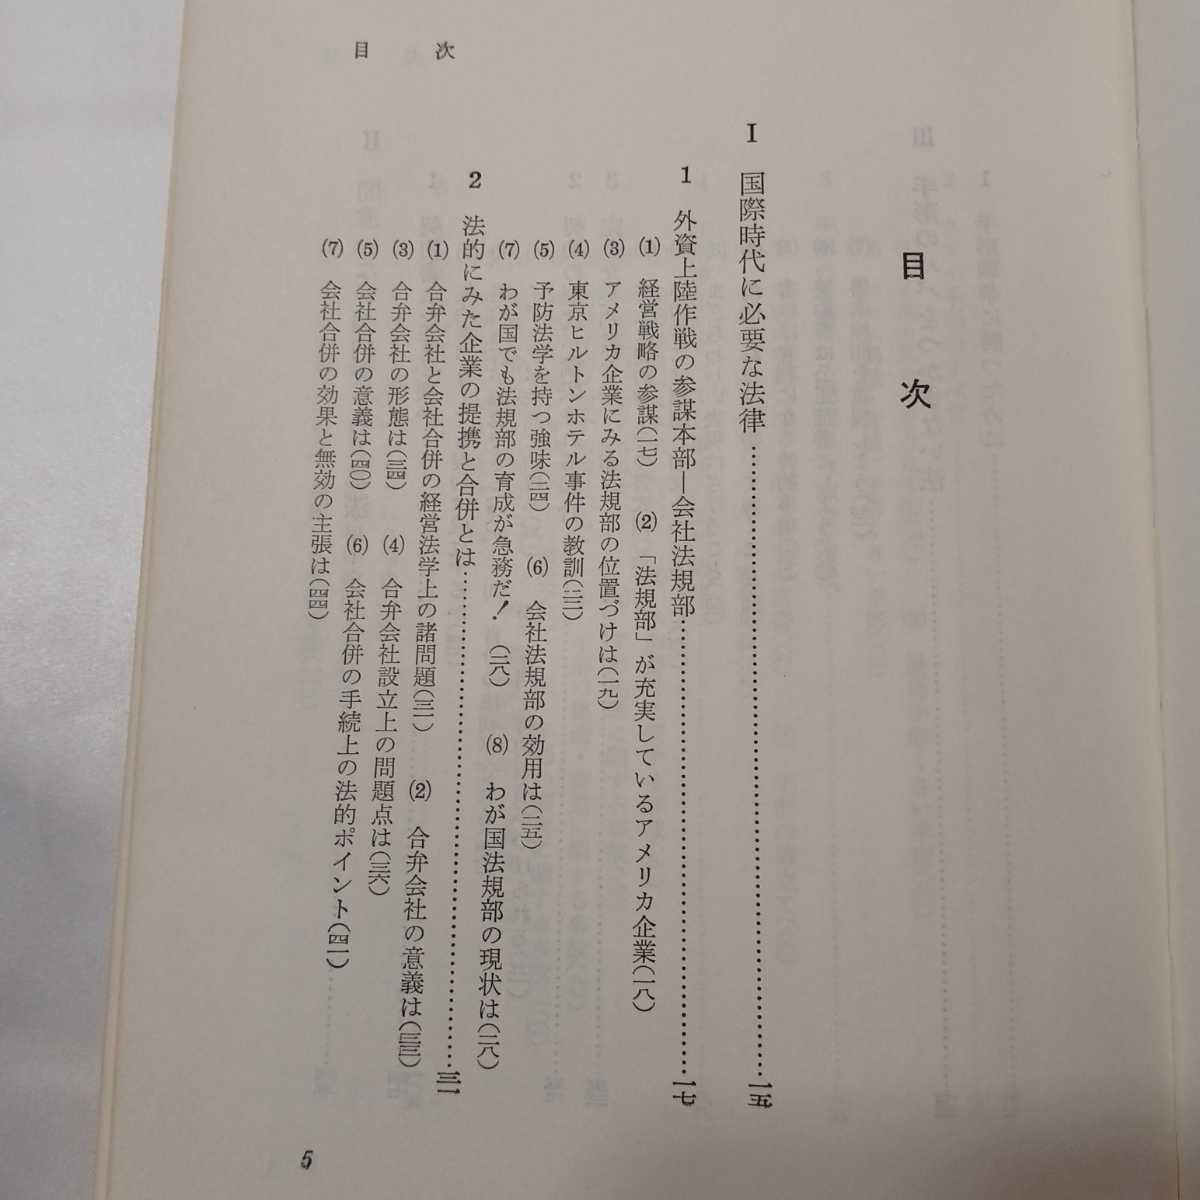 目　次
目　次
Ⅰ　国際時代に必要な法律……………………一五
1　外資上陸作戦の参謀本部―会社法規部……………………一七
⑴　経営戦略の参謀(一七)　⑵　「法規部」が充実しているアメリカ企業(一八)
⑶　アメリカ企業にみる法規部の位置づけは(一九)
⑷　東京ヒルトンホテル事件の教訓(二二)
⑸　予防法学を持つ強味(二四)　⑹　会社法規部の効用は(二五)
⑺　わが国でも法規部の育成が急務だ！(二八)　⑻　わが国法規部の現状は(二八)
2　法的にみた企業の提携と合併とは……………………三一
⑴　合弁会社と会社合併の経営法学上の諸問題(三一)　⑵　合弁会社の意義は(三三)
⑶　合弁会社の形態は(三四)　⑷　合弁会社設立上の問題点は(三六)
⑸　会社合併の意義は(四〇)　⑹　会社合併の手続上の法的ポイント(四一)
⑺　会社合併の効果と無効の主張は(四四)
5